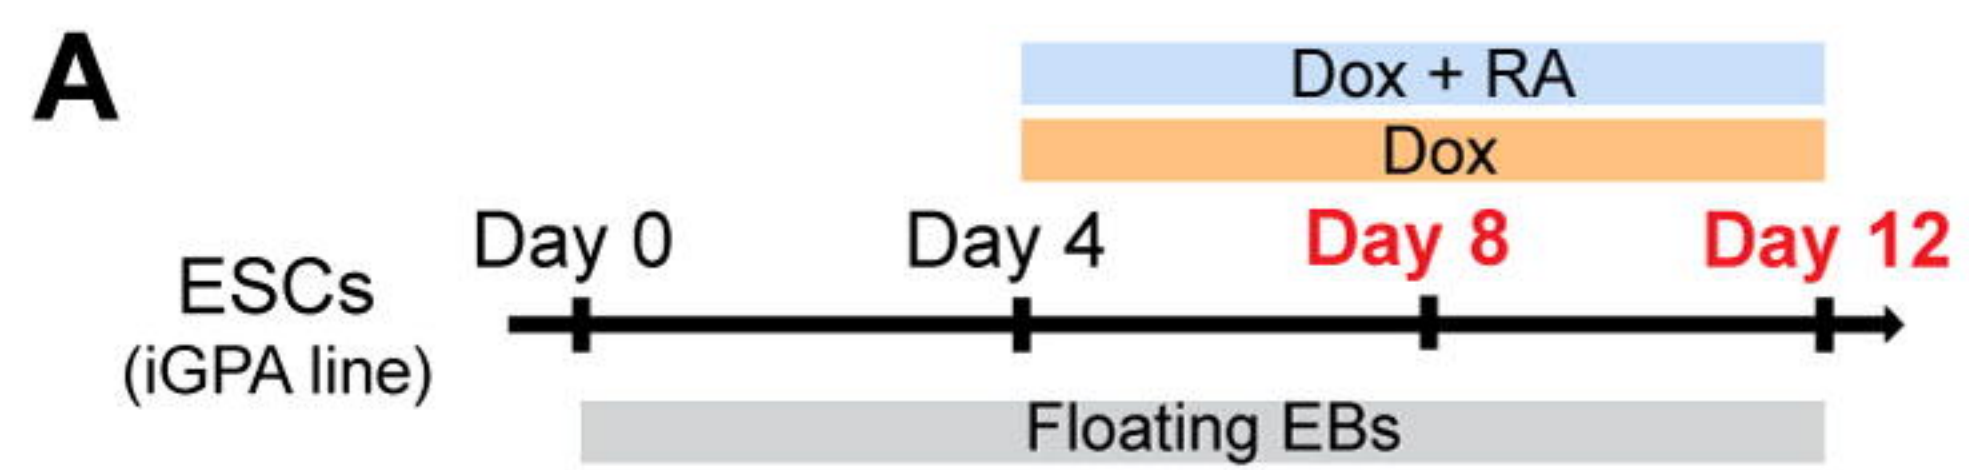 A
Dox + RA
Dox
Day 0 Day 4 Day 8 Day 12
ESCs
(iGPA line)
Floating EBs